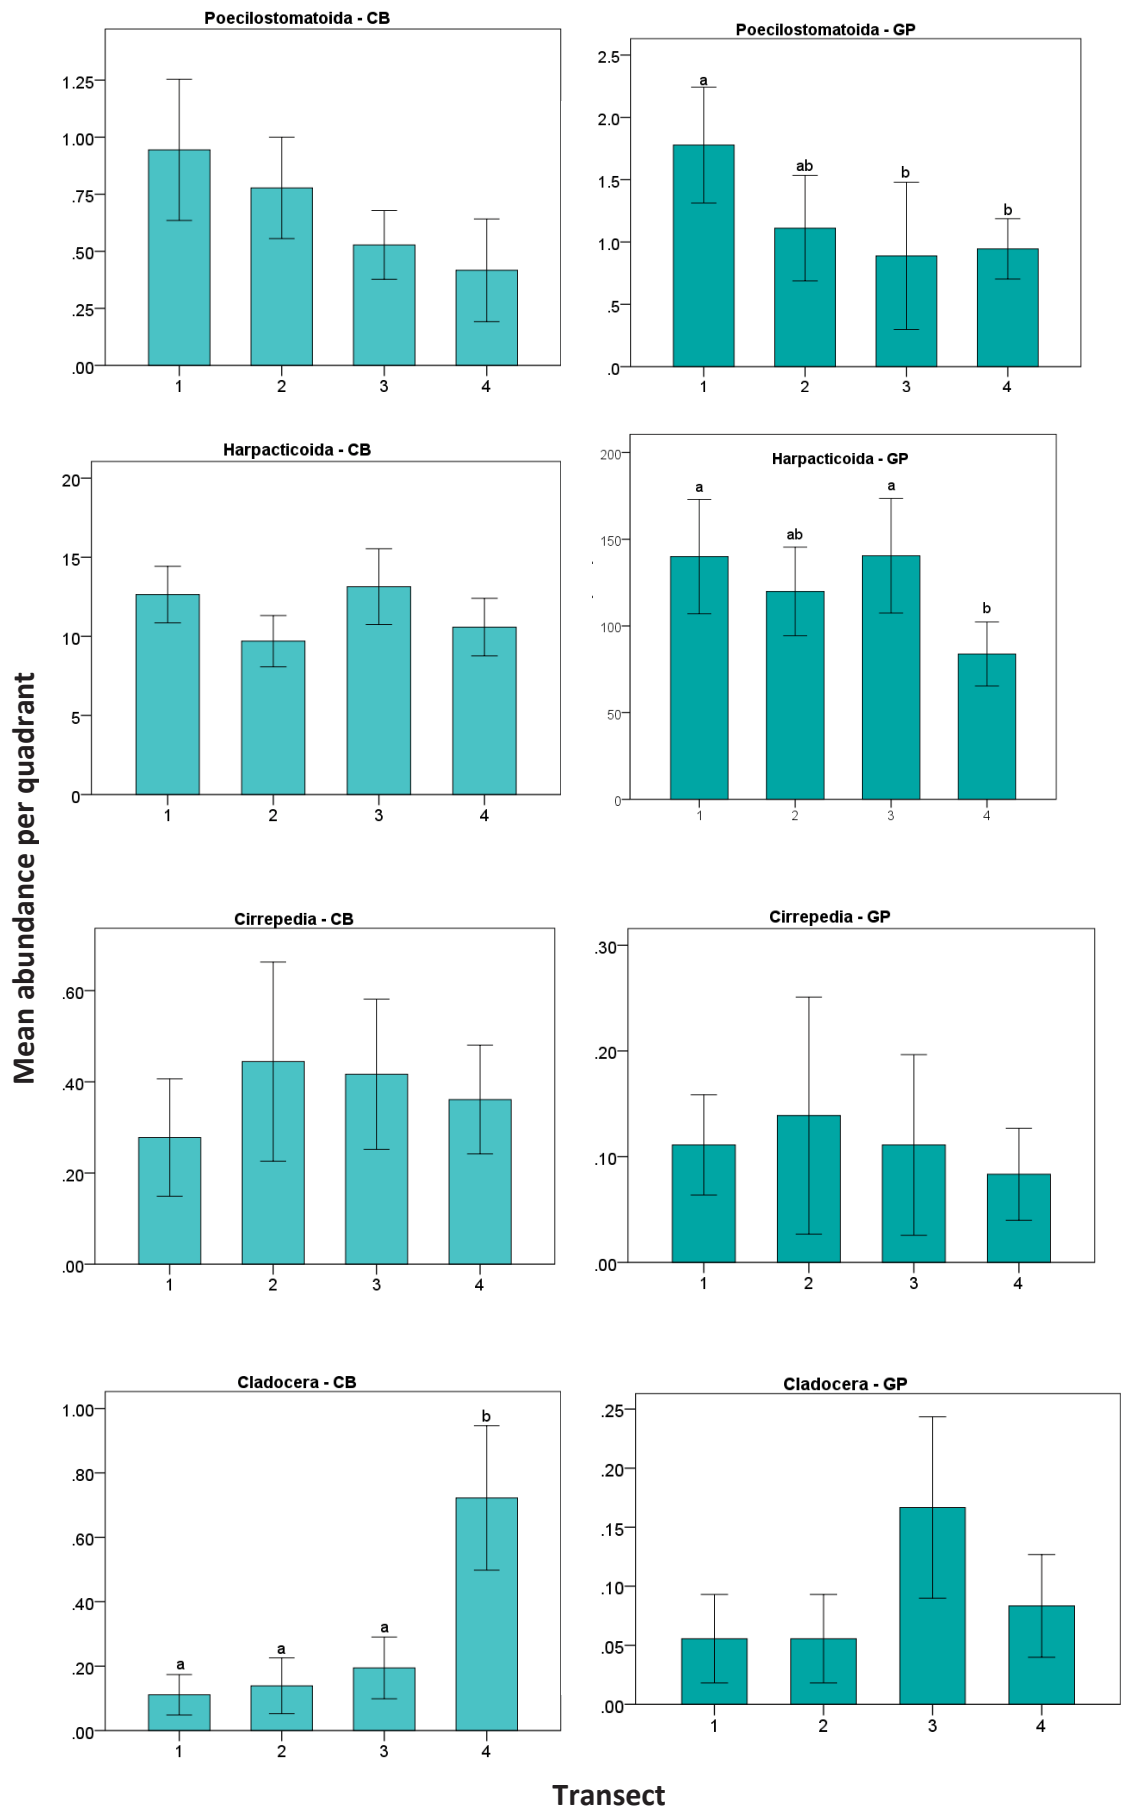 Poecilostomatoida - CB
1.25
1.00
.75
.50
.25
.00
1 2 3 4
Poecilostomatoida - GP
2.5
2.0
1.5
1.0
.5
.0
a ab b b
1 2 3 4
Harpacticoida - CB
20
15
10
5
0
1 2 3 4
Harpacticoida - GP
200
150
100
50
0
a ab a b
1 2 3 4
Mean abundance per quadrant
Cirrepedia - CB
.60
.40
.20
.00
1 2 3 4
Cirrepedia - GP
.30
.20
.10
.00
1 2 3 4
Cladocera - CB
1.00
.80
.60
.40
.20
.00
a a a b
1 2 3 4
Cladocera - GP
.25
.20
.15
.10
.05
.00
1 2 3 4
Transect